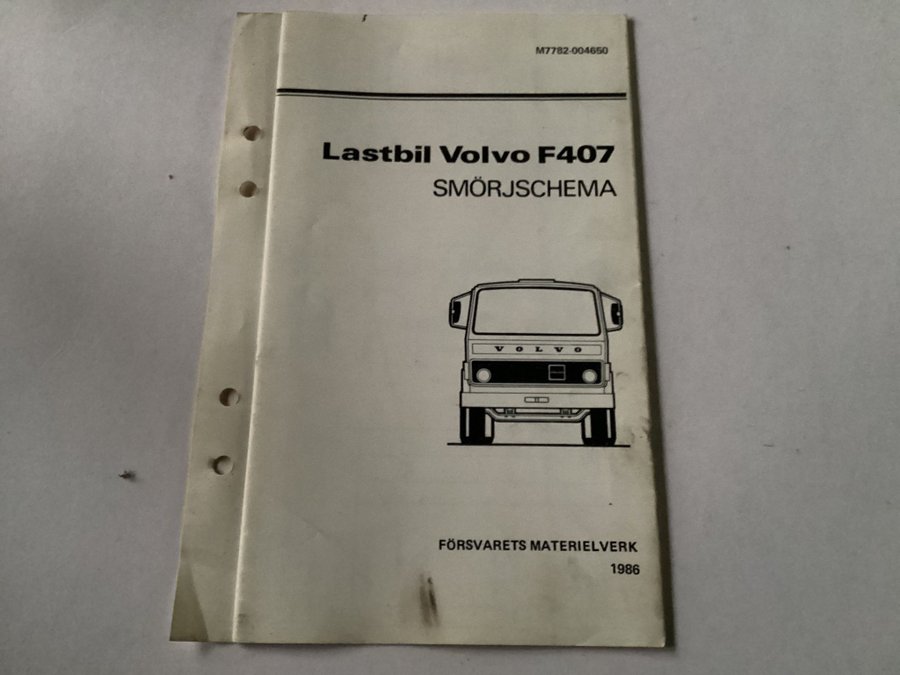 M7782-004650
Lastbil Volvo F407
SMÖRJSCHEMA
VOLVO
FÖRSVARETS MATERIELVERK
1986